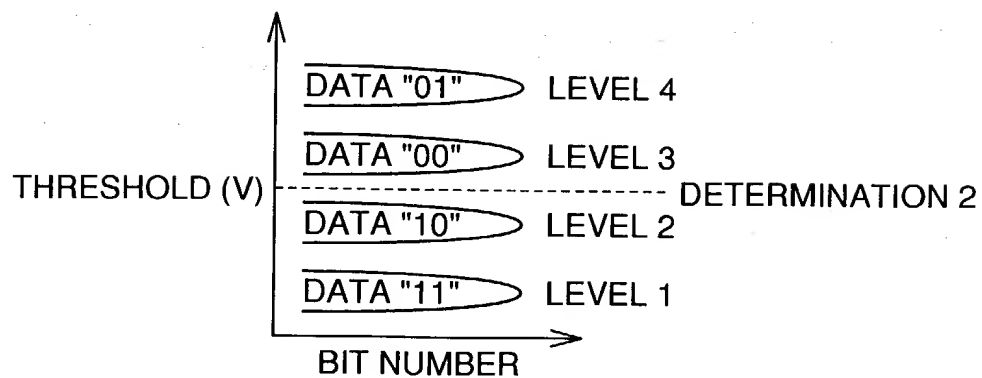 DATA "01" LEVEL 4
DATA "00" LEVEL 3
THRESHOLD (V) DETERMINATION 2
DATA "10" LEVEL 2
DATA "11" LEVEL 1
BIT NUMBER